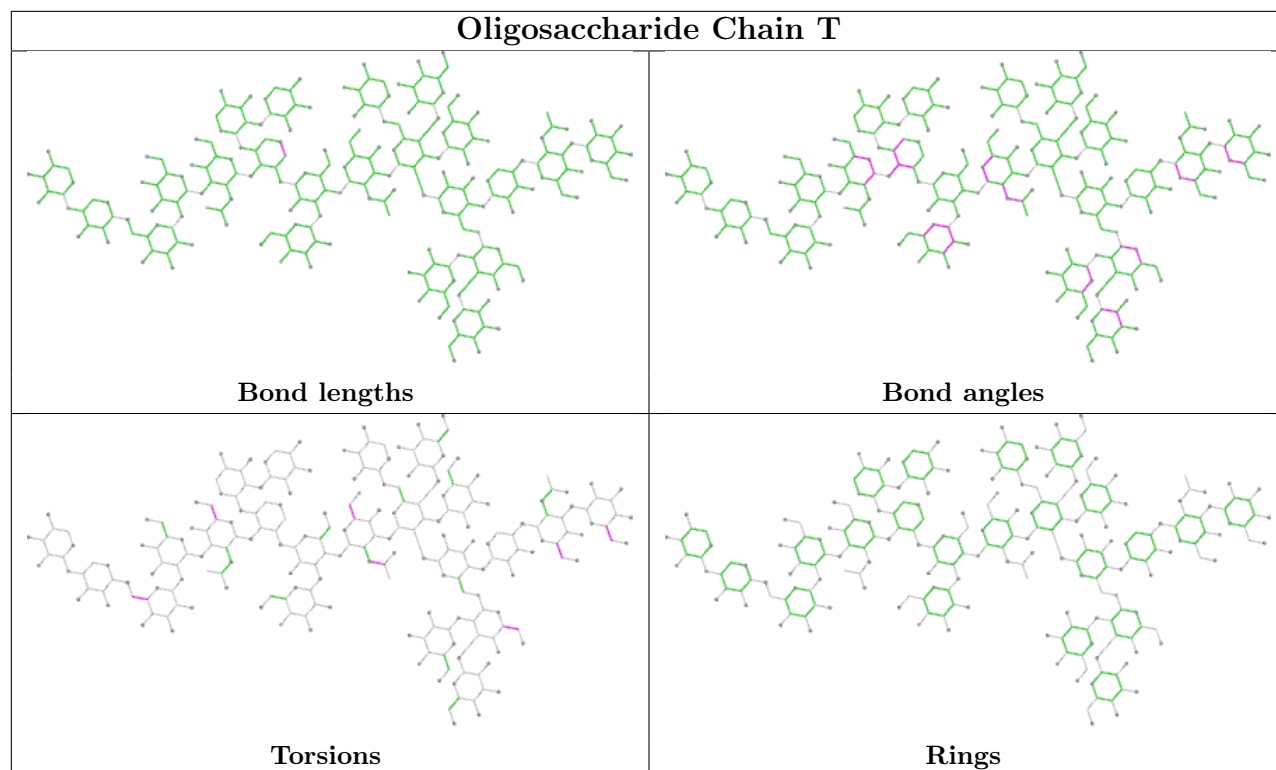 Oligosaccharide Chain T
Bond lengths
Bond angles
Torsions
Rings